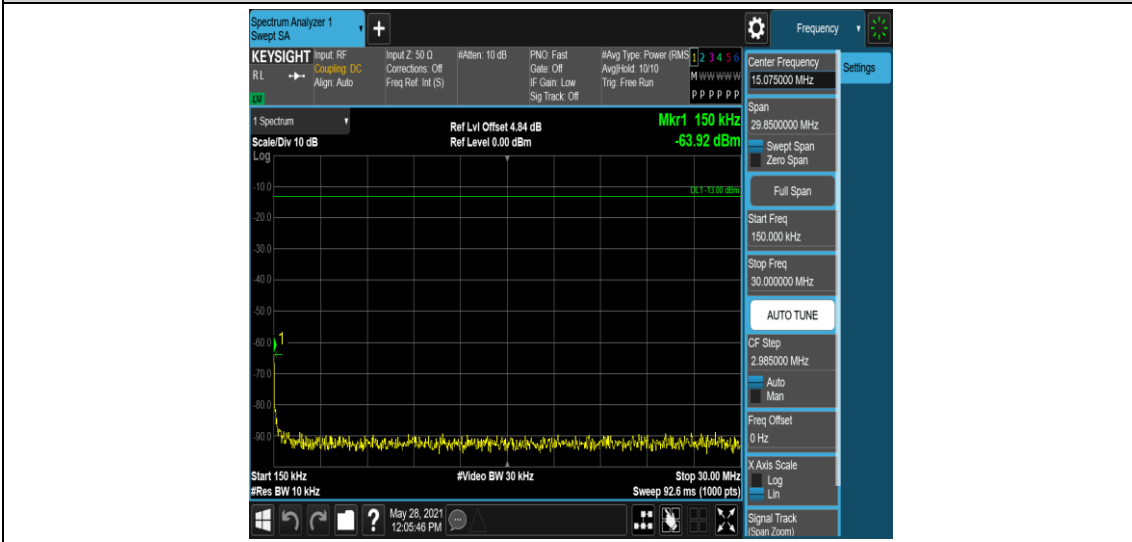 Spectrum Analyzer 1
Swept SA
+
Frequency
KEYSIGHT
RL
LXI
Input: RF
Coupling: DC
Align: Auto
Input Z: 50 Ω
Corrections: Off
Freq Ref: Int (S)
#Atten: 10 dB
PNO: Fast
Gate: Off
IF Gain: Low
Sig Track: Off
#Avg Type: Power (RMS
Avg|Hold: 10/10
Trig: Free Run
1 2 3 4 5 6
M W W W W W
P P P P P P
1 Spectrum
Scale/Div 10 dB
Log
Ref Lvl Offset 4.84 dB
Ref Level 0.00 dBm
Mkr1 150 kHz
-63.92 dBm
DL1 -13.00 dBm
-10.0
-20.0
-30.0
-40.0
-50.0
-60.0
-70.0
-80.0
-90.0
1
Start 150 kHz
#Res BW 10 kHz
#Video BW 30 kHz
Stop 30.00 MHz
Sweep 92.6 ms (1000 pts)
?
May 28, 2021
12:05:46 PM
Center Frequency
15.075000 MHz
Span
29.8500000 MHz
Swept Span
Zero Span
Full Span
Start Freq
150.000 kHz
Stop Freq
30.000000 MHz
AUTO TUNE
CF Step
2.985000 MHz
Auto
Man
Freq Offset
0 Hz
X Axis Scale
Log
Lin
Signal Track
(Span Zoom)
Settings